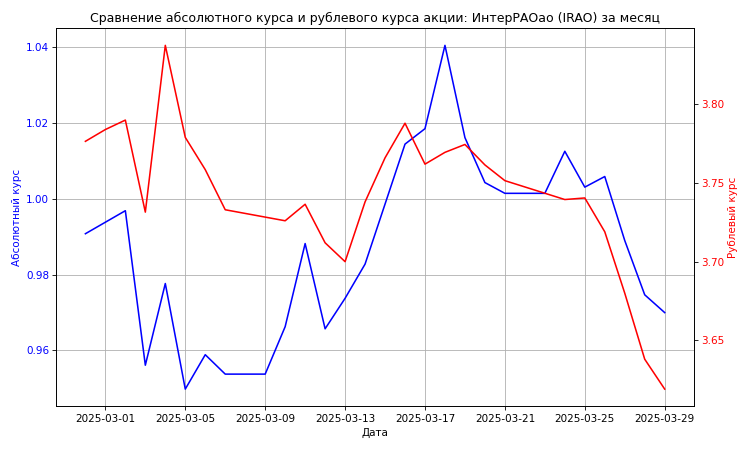 Сравнение абсолютного курса и рублевого курса акции: ИнтерРАОао (IRAO) за месяц
1.04
1.02
1.00
0.98
0.96
Абсолютный курс
3.80
3.75
3.70
3.65
Рублевый курс
2025-03-01 2025-03-05 2025-03-09 2025-03-13 2025-03-17 2025-03-21 2025-03-25 2025-03-29
Дата